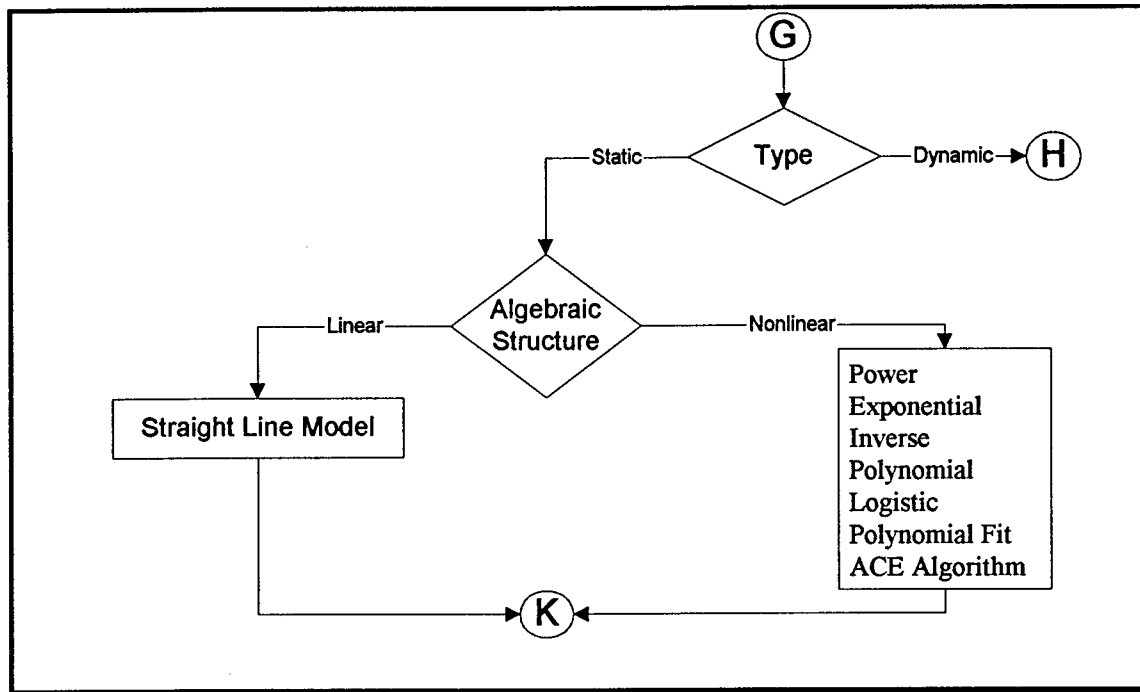 G
Type
Static
Dynamic
H
Algebraic
Structure
Linear
Nonlinear
Straight Line Model
Power
Exponential
Inverse
Polynomial
Logistic
Polynomial Fit
ACE Algorithm
K